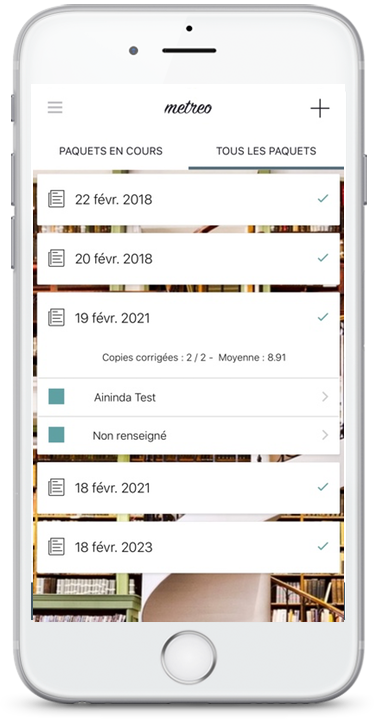 metreo
PAQUETS EN COURS
TOUS LES PAQUETS
22 févr. 2018
20 févr. 2018
19 févr. 2021
Copies corrigées : 2 / 2 - Moyenne : 8.91
Aininda Test
Non renseigné
18 févr. 2021
18 févr. 2023